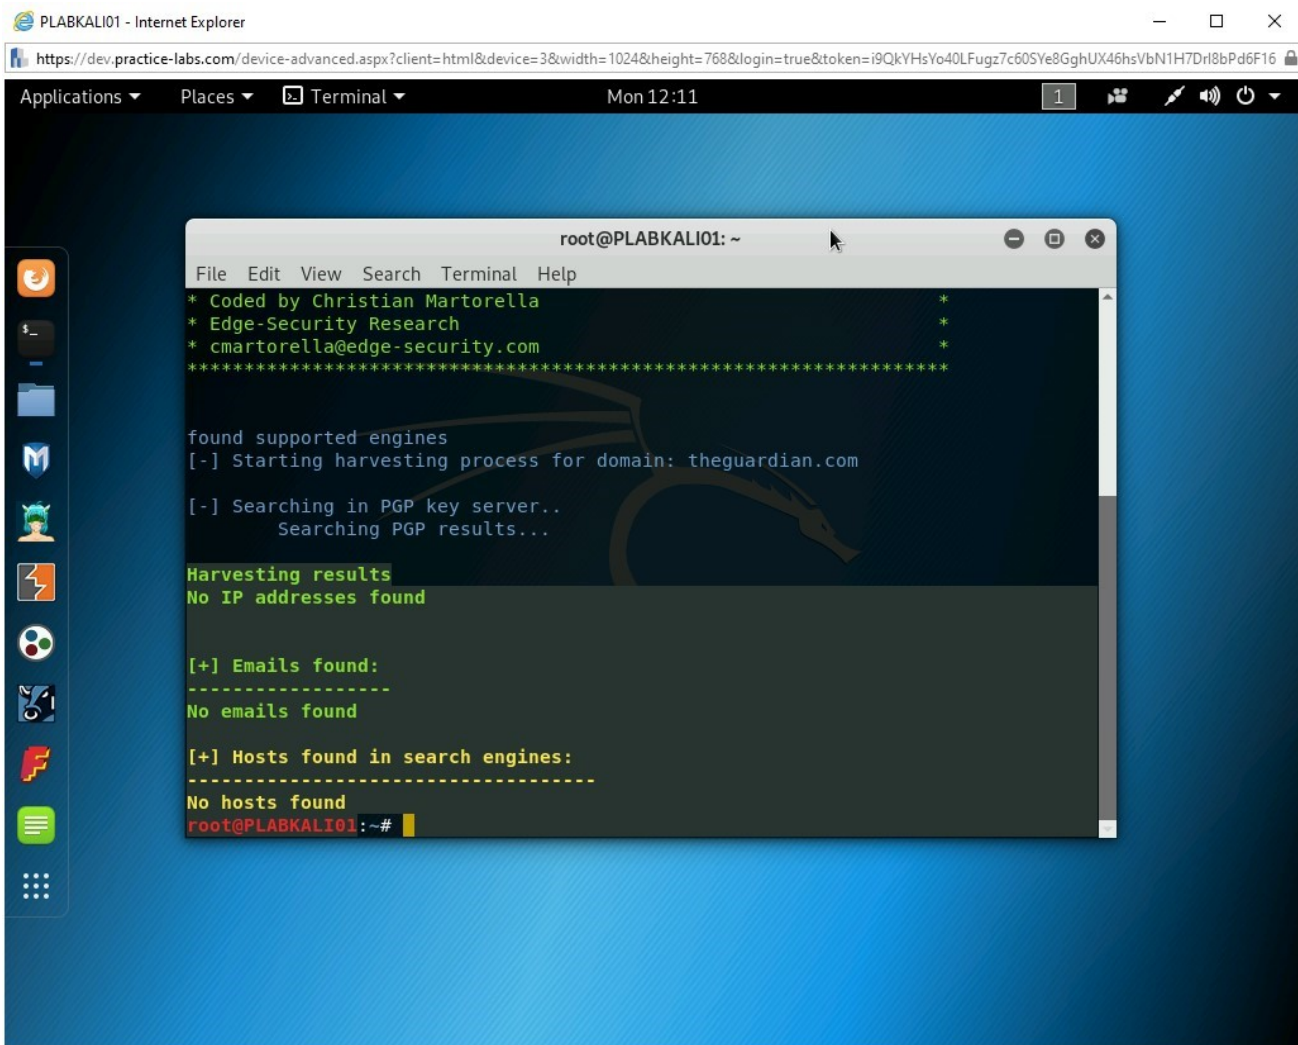 PLABKALI01 - Internet Explorer
https://dev.practice-labs.com/device-advanced.aspx?client=html&device=3&width=1024&height=768&login=true&token=i9QkYHsYo40LFugz7c60SYe8GghUX46hsVbN1H7DrI8bPd6F16
Applications Places Terminal Mon 12:11 1
root@PLABKALI01: ~
File Edit View Search Terminal Help
* Coded by Christian Martorella *
* Edge-Security Research *
* cmartorella@edge-security.com *
*******************************************************************
found supported engines
[-] Starting harvesting process for domain: theguardian.com
[-] Searching in PGP key server..
Searching PGP results...
Harvesting results
No IP addresses found
[+] Emails found:
------------------
No emails found
[+] Hosts found in search engines:
------------------------------------
No hosts found
root@PLABKALI01:~#
$_